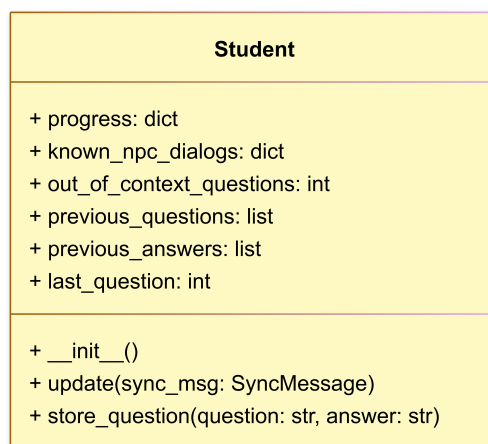 Student
+ progress: dict
+ known_npc_dialogs: dict
+ out_of_context_questions: int
+ previous_questions: list
+ previous_answers: list
+ last_question: int
+ __init__()
+ update(sync_msg: SyncMessage)
+ store_question(question: str, answer: str)